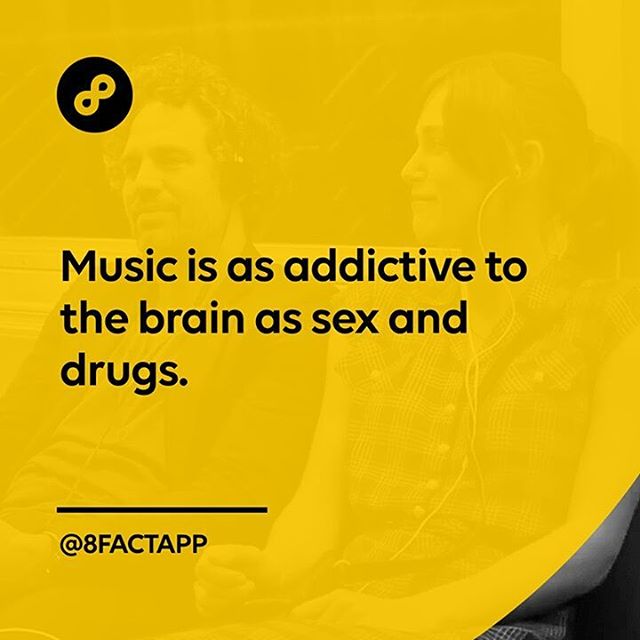 Music is as addictive to
the brain as sex and
drugs.
@8FACTAPP